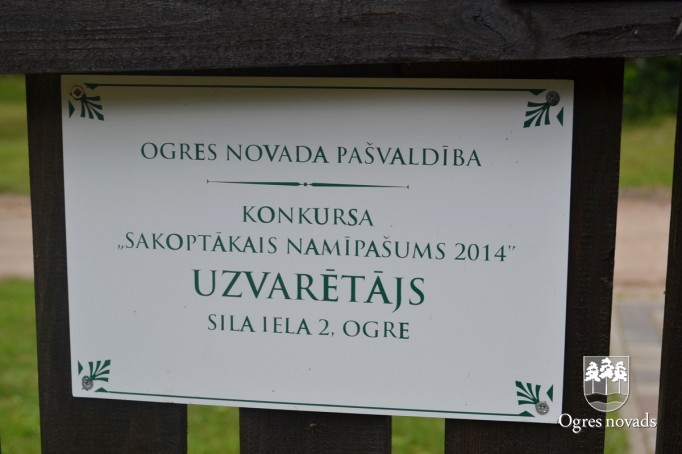 OGRES NOVADA PAŠVALDĪBA
KONKURSA
„SAKOPTĀKAIS NAMĪPAŠUMS 2014”
UZVARĒTĀJS
SILA IELA 2, OGRE
Ogres novads